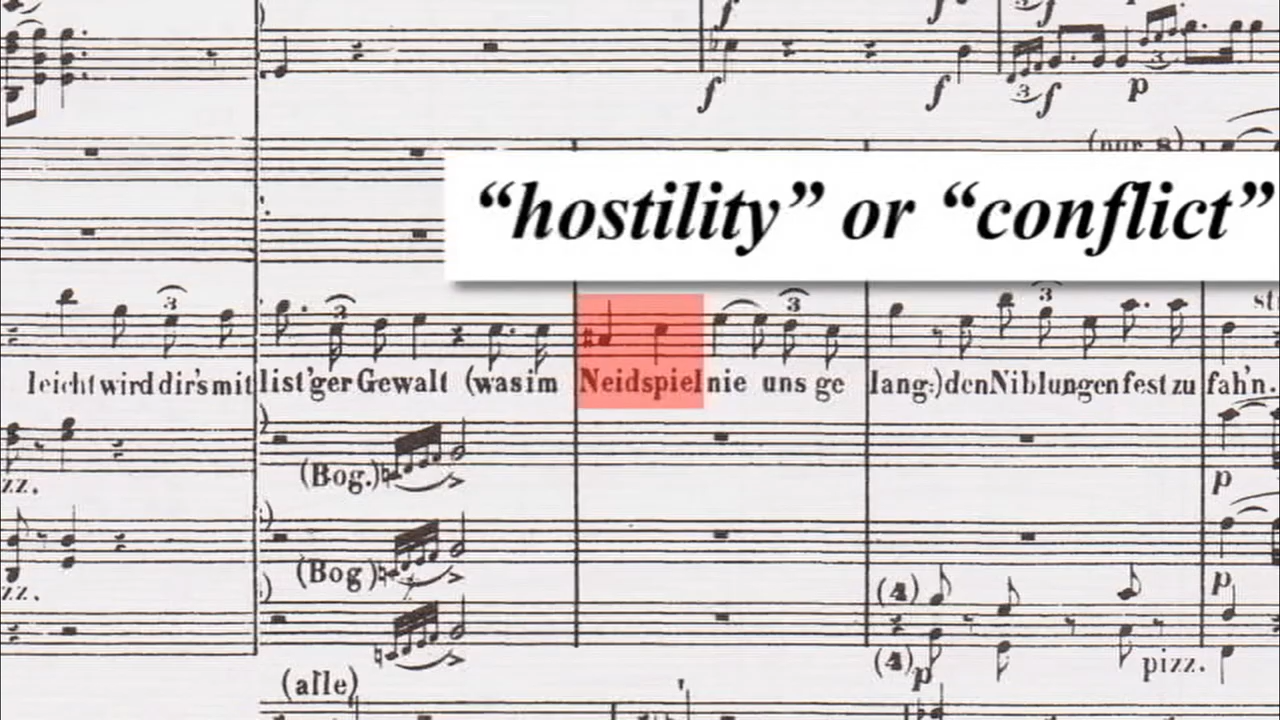 “hostility” or “conflict”
leicht wird dir's mit list'ger Gewalt (was im Neidspiel nie uns ge lang:) den Niblungen fest zu fah'n.
zz.
(Bog.)
p
(Bog)
zz.
p
(4)
(4)
p
pizz.
(alle)